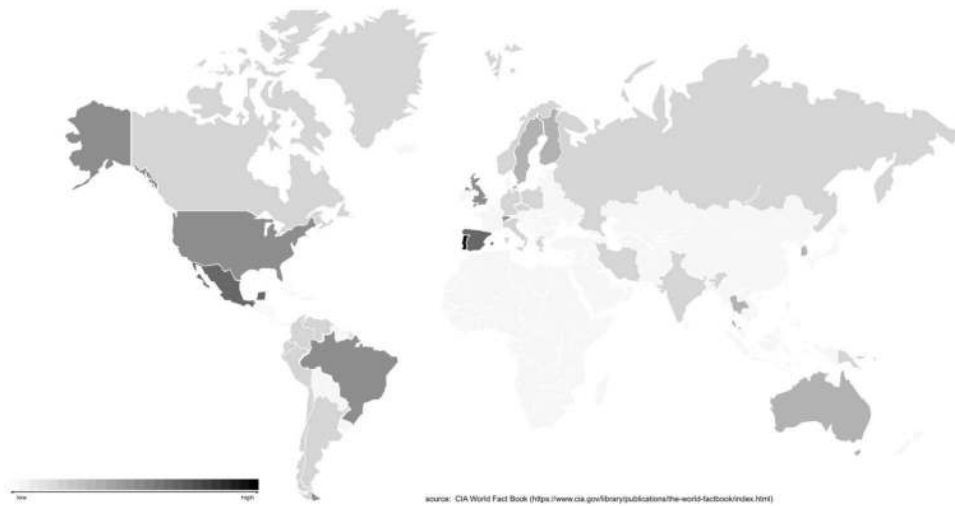 low high
source: CIA World Fact Book (https://www.cia.gov/library/publications/the-world-factbook/index.html)